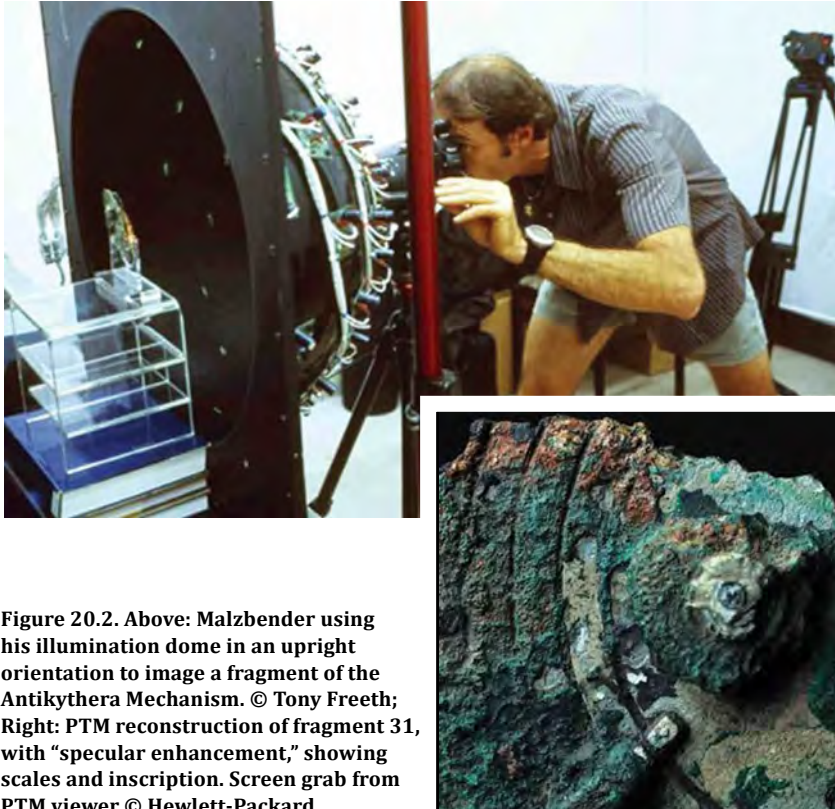 Figure 20.2. Above: Malzbender using
his illumination dome in an upright
orientation to image a fragment of the
Antikythera Mechanism. © Tony Freeth;
Right: PTM reconstruction of fragment 31,
with “specular enhancement,” showing
scales and inscription. Screen grab from
PTM viewer © Hewlett-Packard